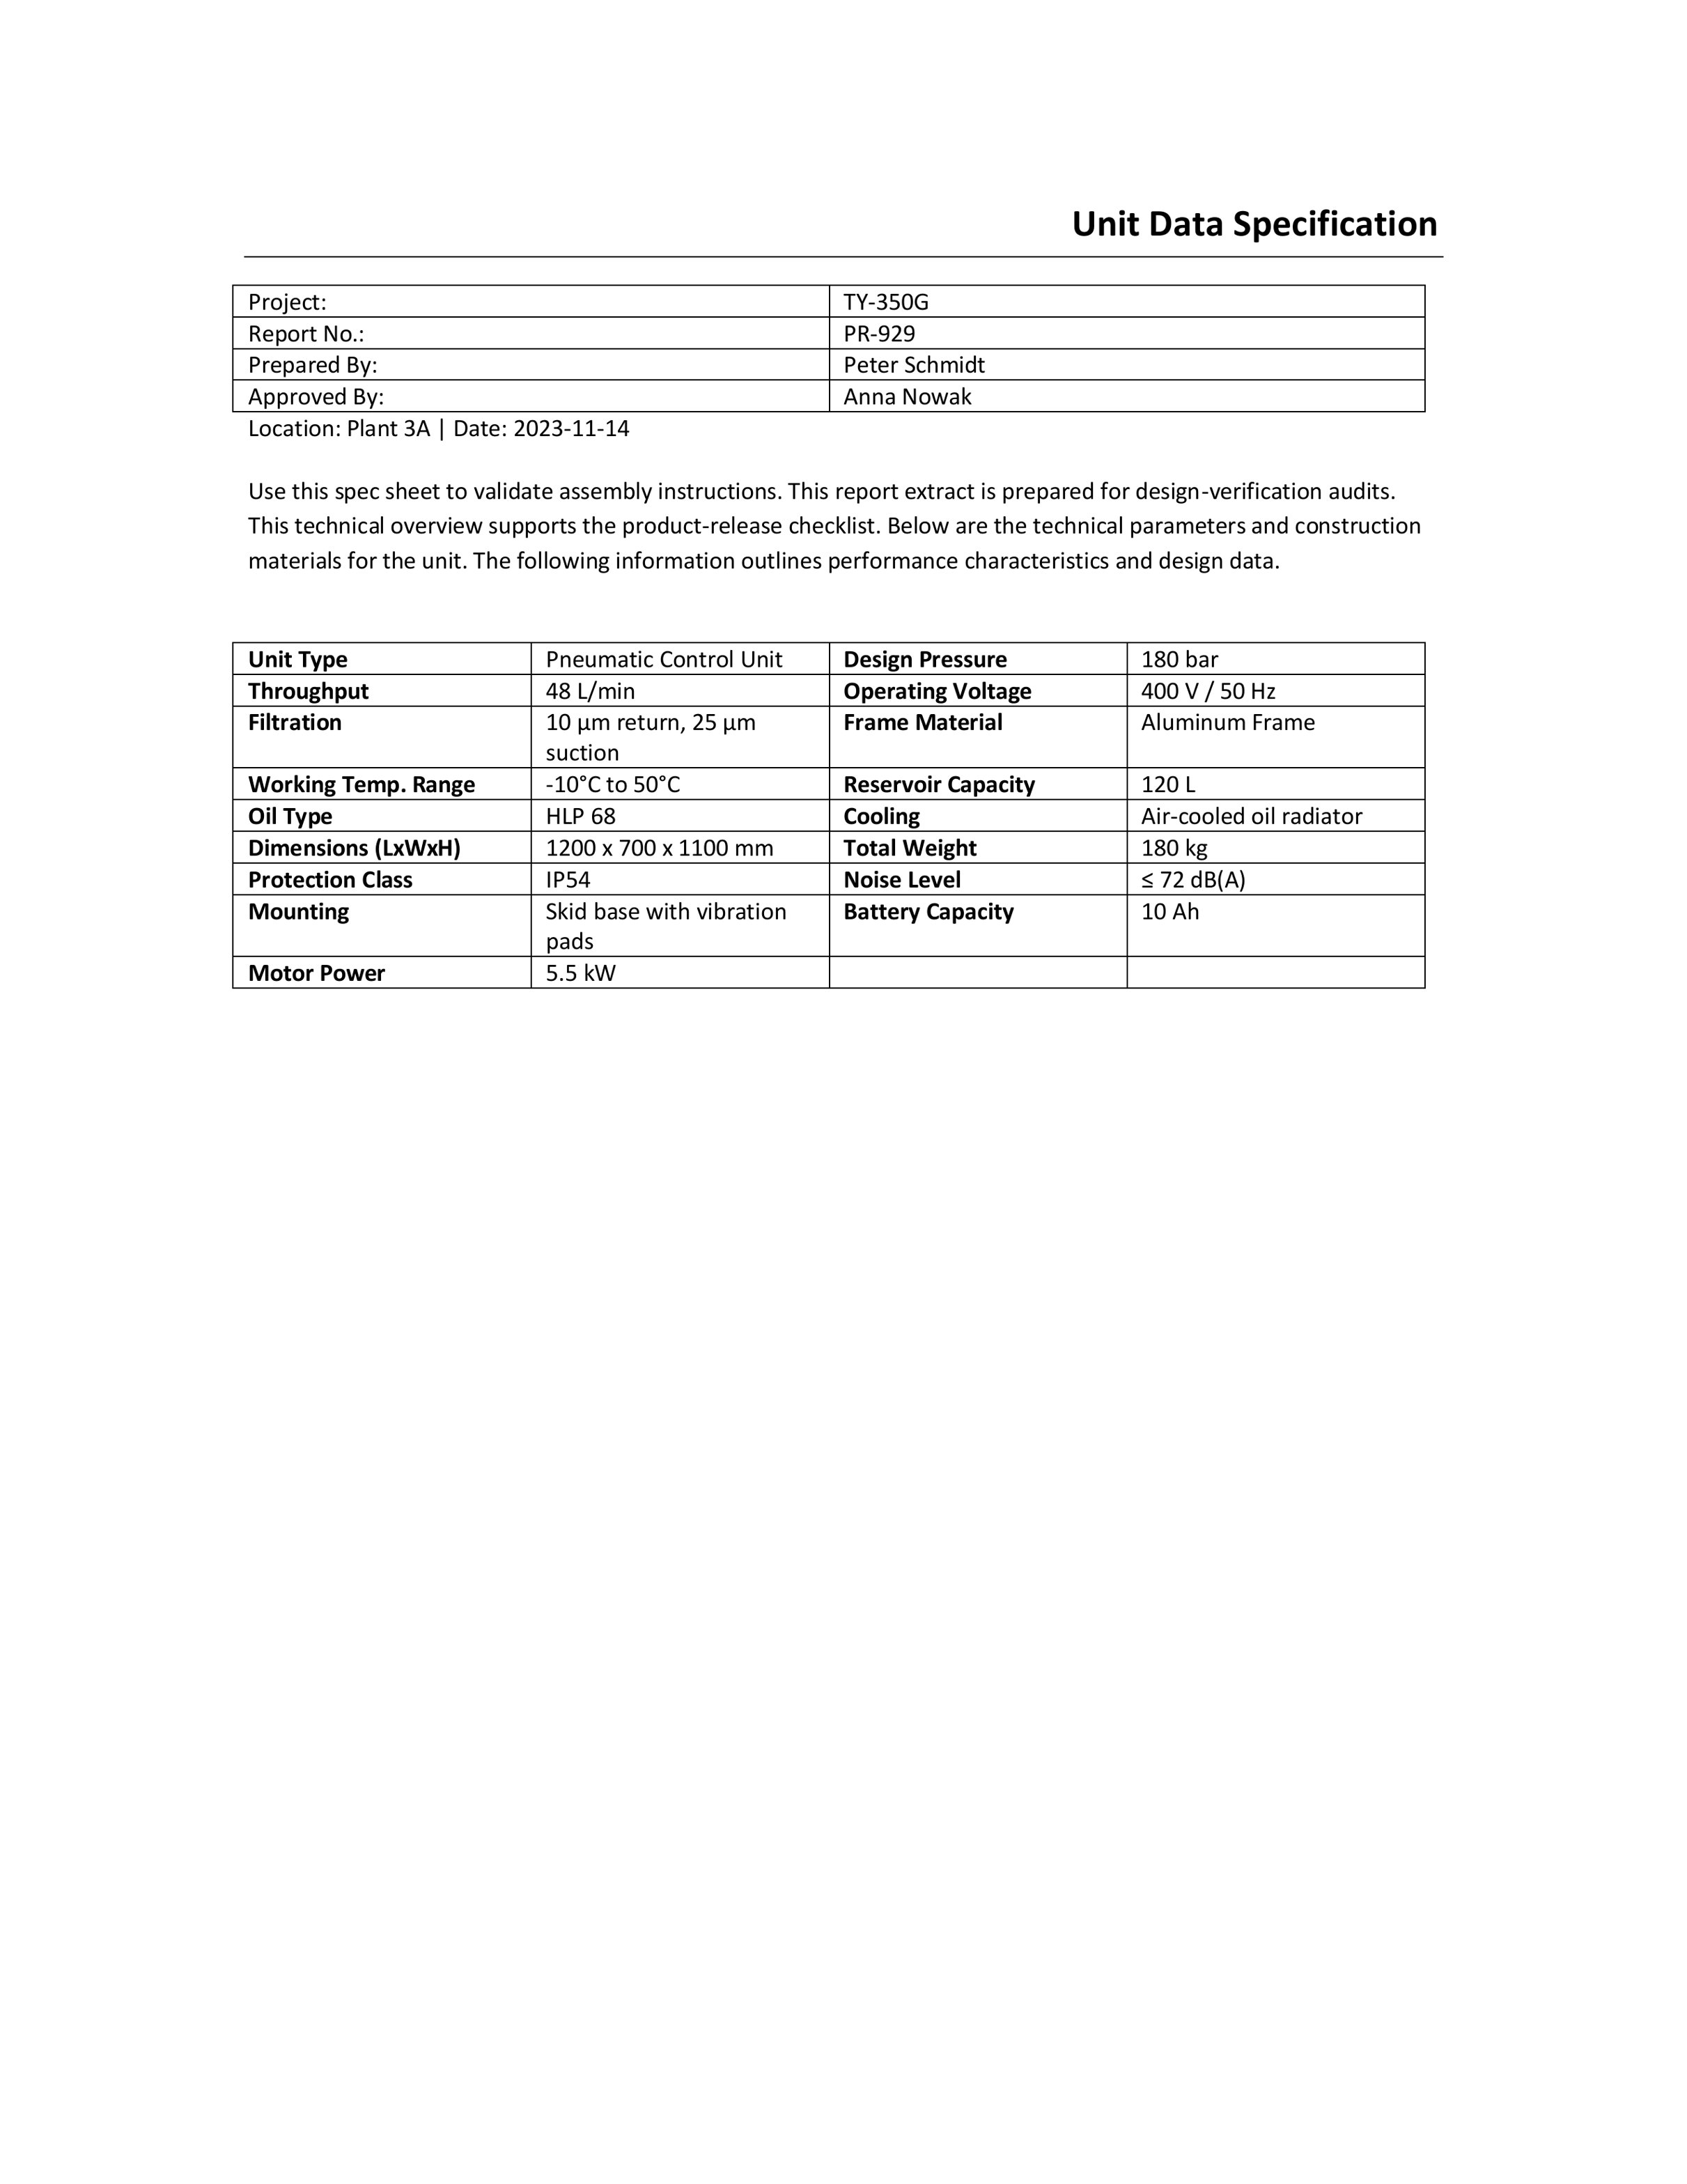 Unit Data Specification
Project: TY-350G
Report No.: PR-929
Prepared By: Peter Schmidt
Approved By: Anna Nowak
Location: Plant 3A | Date: 2023-11-14
Use this spec sheet to validate assembly instructions. This report extract is prepared for design-verification audits.
This technical overview supports the product-release checklist. Below are the technical parameters and construction
materials for the unit. The following information outlines performance characteristics and design data.
Unit Type Pneumatic Control Unit Design Pressure 180 bar
Throughput 48 L/min Operating Voltage 400 V / 50 Hz
Filtration 10 µm return, 25 µm Frame Material Aluminum Frame
suction
Working Temp. Range -10°C to 50°C Reservoir Capacity 120 L
Oil Type HLP 68 Cooling Air-cooled oil radiator
Dimensions (LxWxH) 1200 x 700 x 1100 mm Total Weight 180 kg
Protection Class IP54 Noise Level ≤ 72 dB(A)
Mounting Skid base with vibration Battery Capacity 10 Ah
pads
Motor Power 5.5 kW